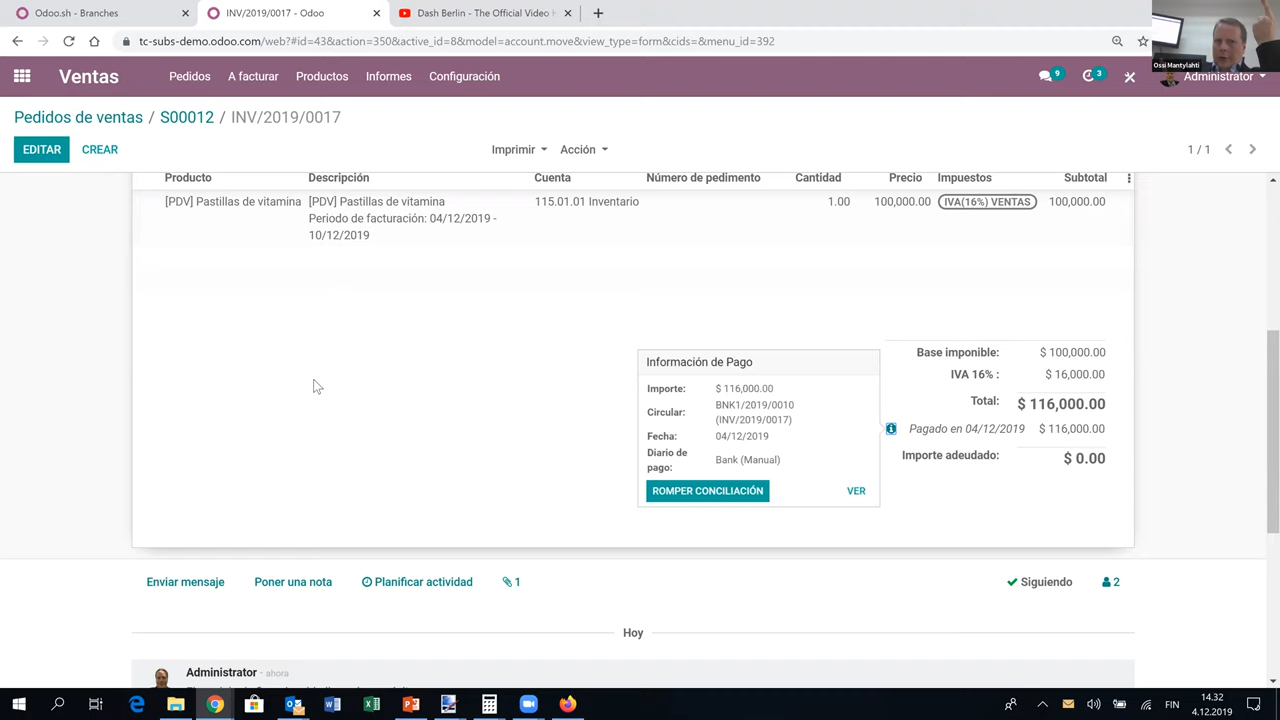 Odoo.sh - Branches
INV/2019/0017 - Odoo
Dash Berlin - The Official Video H
tc-subs-demo.odoo.com/web?#id=43&action=350&active_id=8&model=account.move&view_type=form&cids=&menu_id=392
Ossi Mantylahti
Ventas
Pedidos
A facturar
Productos
Informes
Configuración
9
3
Administrator
Pedidos de ventas / S00012 / INV/2019/0017
EDITAR
CREAR
Imprimir
Acción
1 / 1
Producto
Descripción
Cuenta
Número de pedimento
Cantidad
Precio
Impuestos
Subtotal
[PDV] Pastillas de vitamina
[PDV] Pastillas de vitamina
115.01.01 Inventario
1.00
100,000.00
IVA(16%) VENTAS
100,000.00
Periodo de facturación: 04/12/2019 -
10/12/2019
Información de Pago
Importe: $ 116,000.00
Circular: BNK1/2019/0010
(INV/2019/0017)
Fecha: 04/12/2019
Diario de
pago: Bank (Manual)
ROMPER CONCILIACIÓN
VER
Base imponible: $ 100,000.00
IVA 16% : $ 16,000.00
Total: $ 116,000.00
Pagado en 04/12/2019 $ 116,000.00
Importe adeudado: $ 0.00
Enviar mensaje
Poner una nota
Planificar actividad
1
Siguiendo
2
Hoy
Administrator - ahora
FIN
14.32
4.12.2019